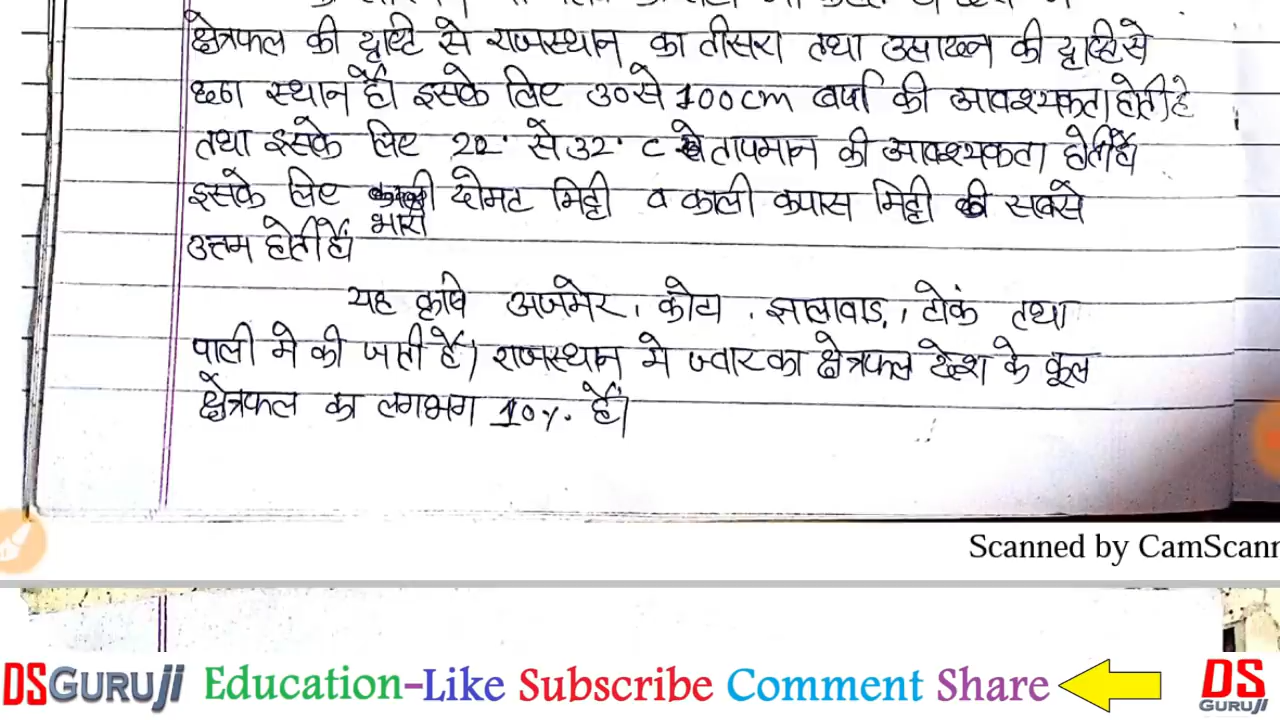 क्षेत्रफल की दृष्टि से राजस्थान का तीसरा तथा उत्पादन की दृष्टि से
छठा स्थान हैं। इसके लिए 30 से 100 cm वर्षा की आवश्यकता होती है
तथा इसके लिए 22° से 32° C तापमान की आवश्यकता होती हैं।
इसके लिए दोमट मिट्टी व काली कपास मिट्टी सबसे
भारी
उत्तम होती हैं।
यह कृषि अजमेर, कोटा, झालावाड़, टोकं तथा
पाली मे की जाती हैं। राजस्थान मे ज्वार का क्षेत्रफल देश के कूल
क्षेत्रफल का लगभग 10%. हैं।
Scanned by CamScann
DSGURUJI Education-Like Subscribe Comment Share DS
GURUJI